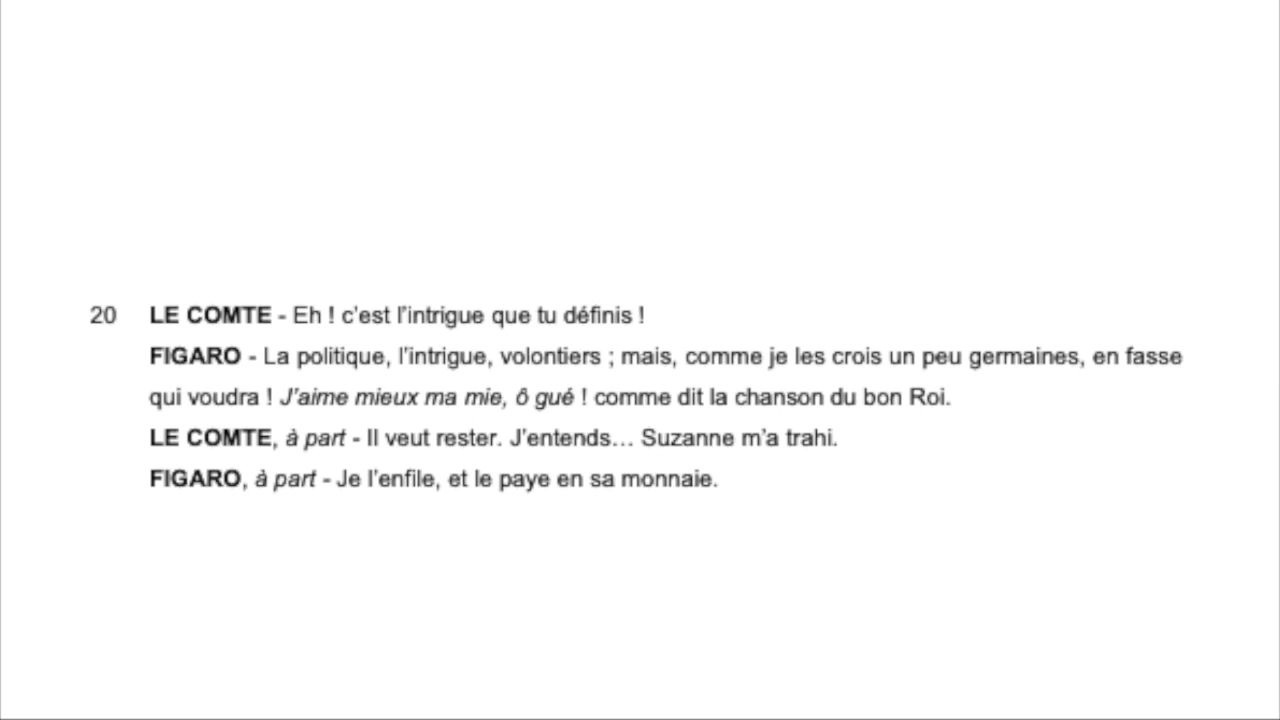 20 LE COMTE - Eh ! c'est l'intrigue que tu définis !
FIGARO - La politique, l'intrigue, volontiers ; mais, comme je les crois un peu germaines, en fasse
qui voudra ! J'aime mieux ma mie, ô gué ! comme dit la chanson du bon Roi.
LE COMTE, à part - Il veut rester. J'entends… Suzanne m'a trahi.
FIGARO, à part - Je l'enfile, et le paye en sa monnaie.